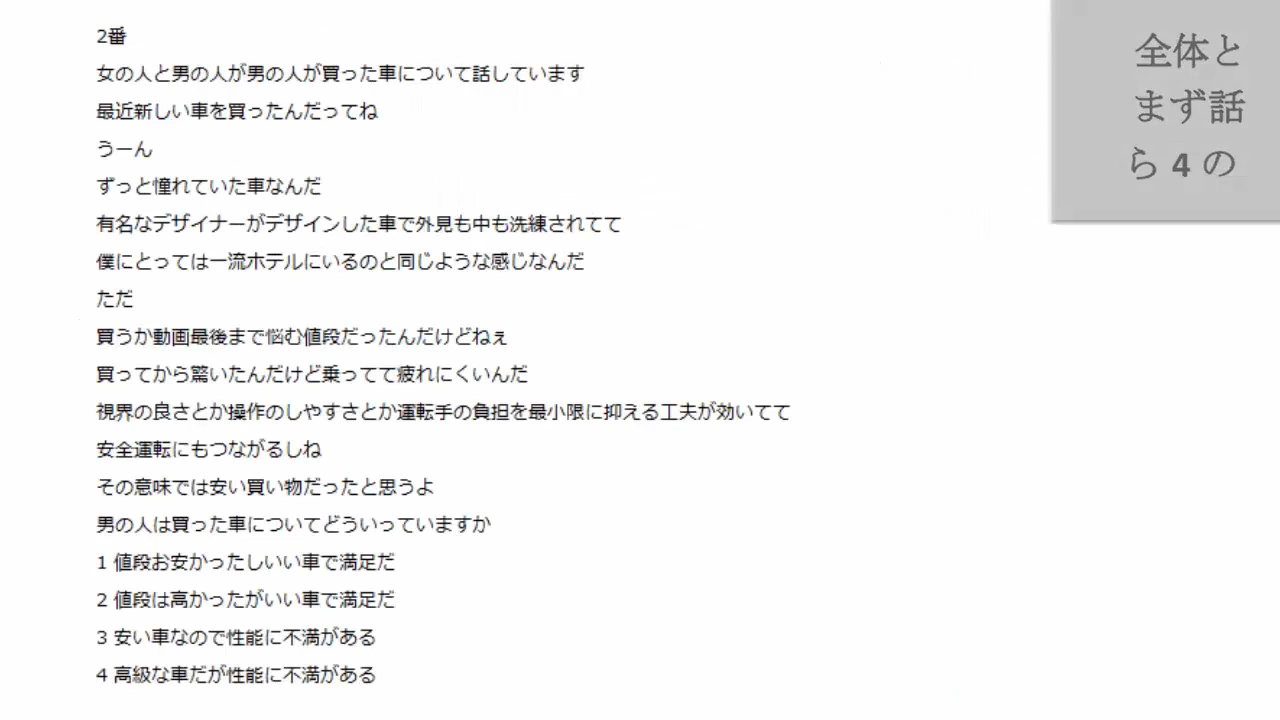 2番
女の人と男の人が男の人が買った車について話しています
最近新しい車を買ったんだってね
うーん
ずっと憧れていた車なんだ
有名なデザイナーがデザインした車で外見も中も洗練されてて
僕にとっては一流ホテルにいるのと同じような感じなんだ
ただ
買うか動画最後まで悩む値段だったんだけどねぇ
買ってから驚いたんだけど乗ってて疲れにくいんだ
視界の良さとか操作のしやすさとか運転手の負担を最小限に抑える工夫が効いてて
安全運転にもつながるしね
その意味では安い買い物だったと思うよ
男の人は買った車についてどういっていますか
1 値段お安かったしいい車で満足だ
2 値段は高かったがいい車で満足だ
3 安い車なので性能に不満がある
4 高級な車だが性能に不満がある
全体と
まず話
ら 4 の